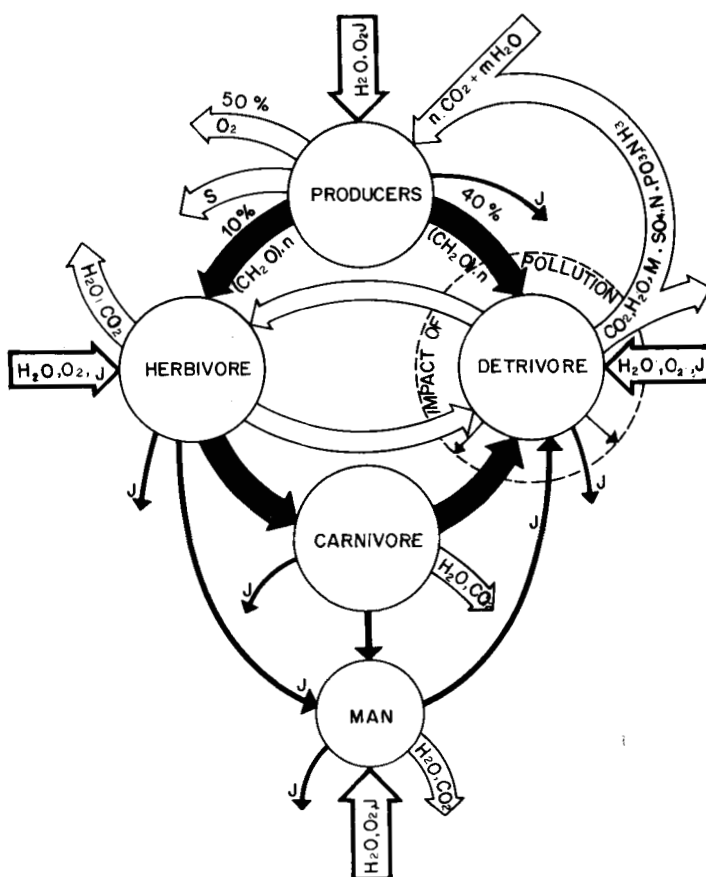 H2O, O2J
n.CO2 + mH2O
50 %
O2
S
PRODUCERS
J
10%
(CH2O).n
40 %
(CH2O).n
CO2,H2O,M.SO4,N.PO3,NH3
H2O, CO2
IMPACT OF POLLUTION
H2O,O2,J
HERBIVORE
DETRIVORE
H2O',O2,J
J
J
J
CARNIVORE
J
H2O,CO2
J
MAN
J
H2O,CO2
H2O,O2,J